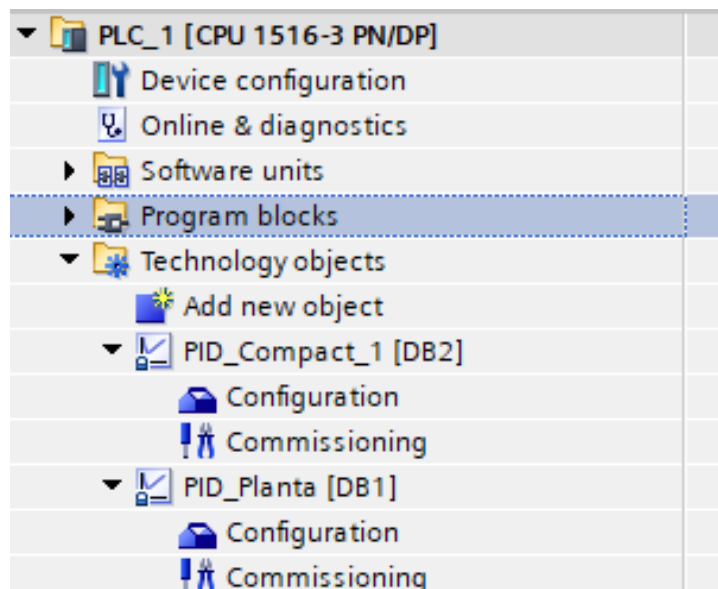 PLC_1 [CPU 1516-3 PN/DP]
Device configuration
Online & diagnostics
Software units
Program blocks
Technology objects
Add new object
PID_Compact_1 [DB2]
Configuration
Commissioning
PID_Planta [DB1]
Configuration
Commissioning